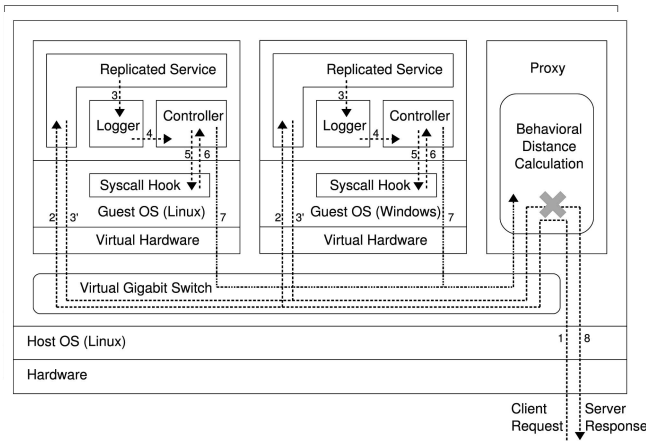 Replicated Service
3
Logger
4
Controller
5
6
Syscall Hook
2
3'
Guest OS (Linux)
7
Virtual Hardware
Replicated Service
3
Logger
4
Controller
5
6
Syscall Hook
2
3'
Guest OS (Windows)
7
Virtual Hardware
Proxy
Behavioral
Distance
Calculation
Virtual Gigabit Switch
Host OS (Linux)
1
8
Hardware
Client
Request
Server
Response